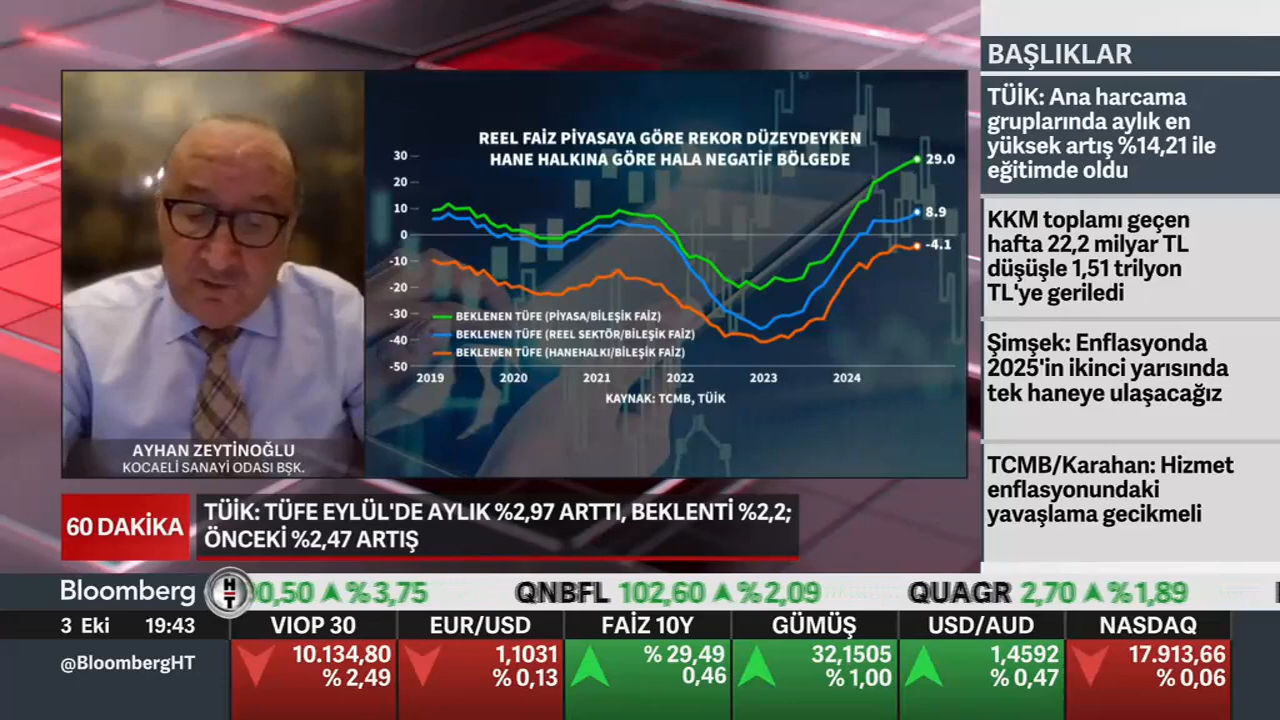 BAŞLIKLAR
TÜİK: Ana harcama
gruplarında aylık en
yüksek artış %14,21 ile
eğitimde oldu
KKM toplamı geçen
hafta 22,2 milyar TL
düşüşle 1,51 trilyon
TL'ye geriledi
Şimşek: Enflasyonda
2025'in ikinci yarısında
tek haneye ulaşacağız
TCMB/Karahan: Hizmet
enflasyonundaki
yavaşlama gecikmeli
REEL FAİZ PİYASAYA GÖRE REKOR DÜZEYDEYKEN
HANE HALKINA GÖRE HALA NEGATİF BÖLGEDE
30
20
10
0
-10
-20
-30
-40
-50
29.0
8.9
-4.1
BEKLENEN TÜFE (PİYASA/BİLEŞİK FAİZ)
BEKLENEN TÜFE (REEL SEKTÖR/BİLEŞİK FAİZ)
BEKLENEN TÜFE (HANEHALKI/BİLEŞİK FAİZ)
2019 2020 2021 2022 2023 2024
KAYNAK: TCMB, TÜİK
AYHAN ZEYTİNOĞLU
KOCAELİ SANAYİ ODASI BŞK.
60 DAKİKA
TÜİK: TÜFE EYLÜL'DE AYLIK %2,97 ARTTI, BEKLENTİ %2,2;
ÖNCEKİ %2,47 ARTIŞ
Bloomberg HT 0,50 %3,75 QNBFL 102,60 %2,09 QUAGR 2,70 %1,89
3 Eki 19:43
@BloombergHT
VIOP 30 EUR/USD FAİZ 10Y GÜMÜŞ USD/AUD NASDAQ
10.134,80 1,1031 % 29,49 32,1505 1,4592 17.913,66
% 2,49 % 0,13 0,46 % 1,00 % 0,47 % 0,06